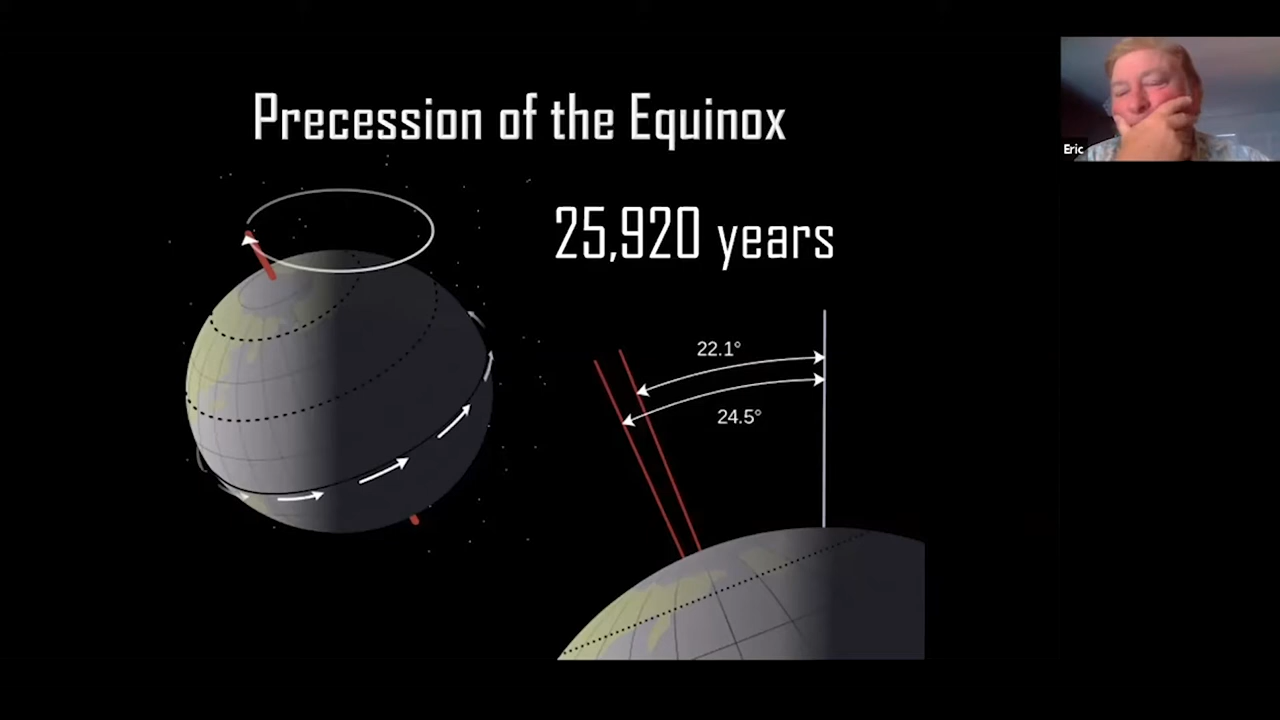 Precession of the Equinox
Eric
25,920 years
22.1°
24.5°